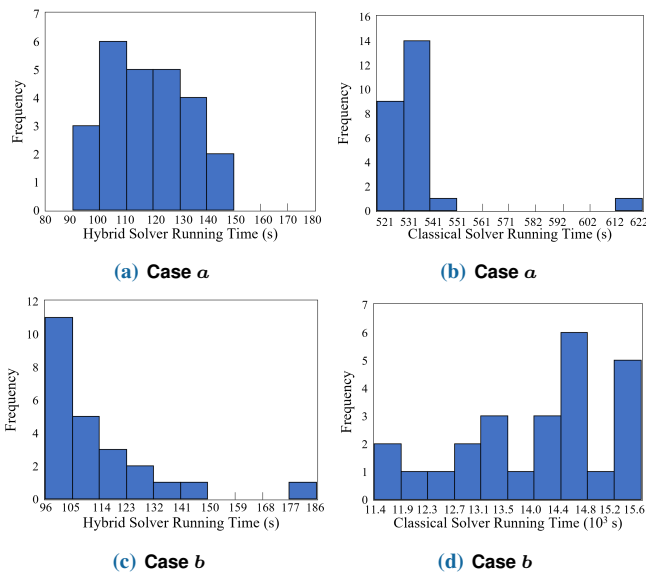 7
6
5
4
3
2
1
0
Frequency
80 90 100 110 120 130 140 150 160 170 180
Hybrid Solver Running Time (s)
(a) Case a
16
14
12
10
8
6
4
2
0
Frequency
521 531 541 551 561 571 582 592 602 612 622
Classical Solver Running Time (s)
(b) Case a
12
10
8
6
4
2
0
Frequency
96 105 114 123 132 141 150 159 168 177 186
Hybrid Solver Running Time (s)
(c) Case b
7
6
5
4
3
2
1
0
Frequency
11.4 11.9 12.3 12.7 13.1 13.5 14.0 14.4 14.8 15.2 15.6
Classical Solver Running Time (10³ s)
(d) Case b